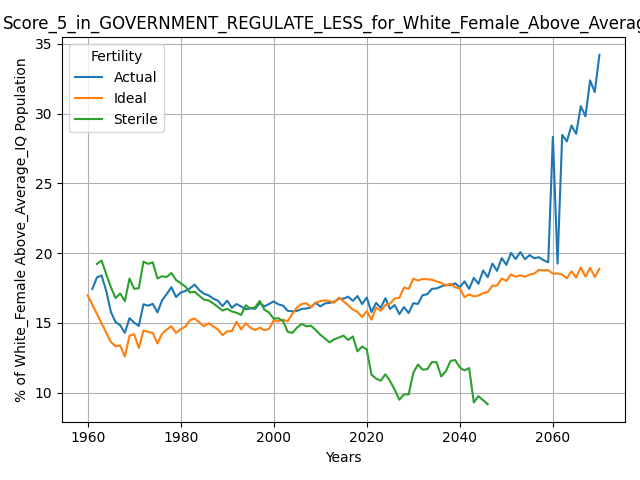 Score_5_in_GOVERNMENT_REGULATE_LESS_for_White_Female_Above_Averag
Fertility
Actual
Ideal
Sterile
% of White_Female Above_Average_IQ Population
35
30
25
20
15
10
1960
1980
2000
2020
2040
2060
Years